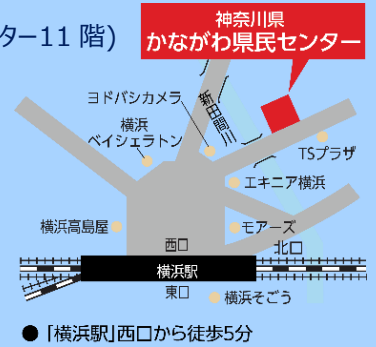 ター11 階)
神奈川県
かながわ県民センター
ヨドバシカメラ
新田間川
横浜
ベイシェラトン
TSプラザ
エキニア横浜
横浜高島屋
モアーズ
西口
北口
横浜駅
東口
横浜そごう
● 「横浜駅」西口から徒歩5分